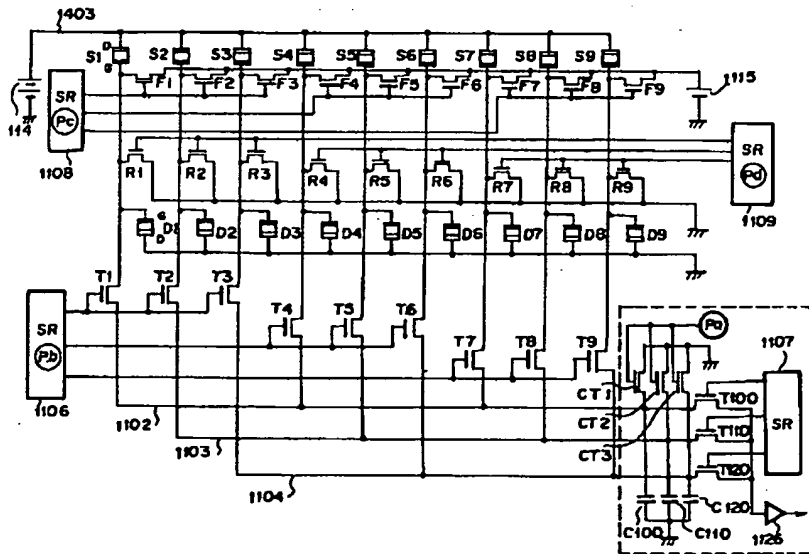 1403
D
S1 S2 S3 S4 S5 S6 S7 S8 S9
G
F1 F2 F3 F4 F5 F6 F7 F8 F9
114
1115
SR
Pc
1108
SR
Pd
1109
R1 R2 R3 R4 R5 R6 R7 R8 R9
G
D
D1 D2 D3 D4 D5 D6 D7 D8 D9
T1 T2 T3
T4 T5 T6
T7 T8 T9
SR
Pb
1106
Pa
1107
SR
CT1
CT2
CT3
T100
T110
T120
1102
1103
1104
C100 C110 C120
1126